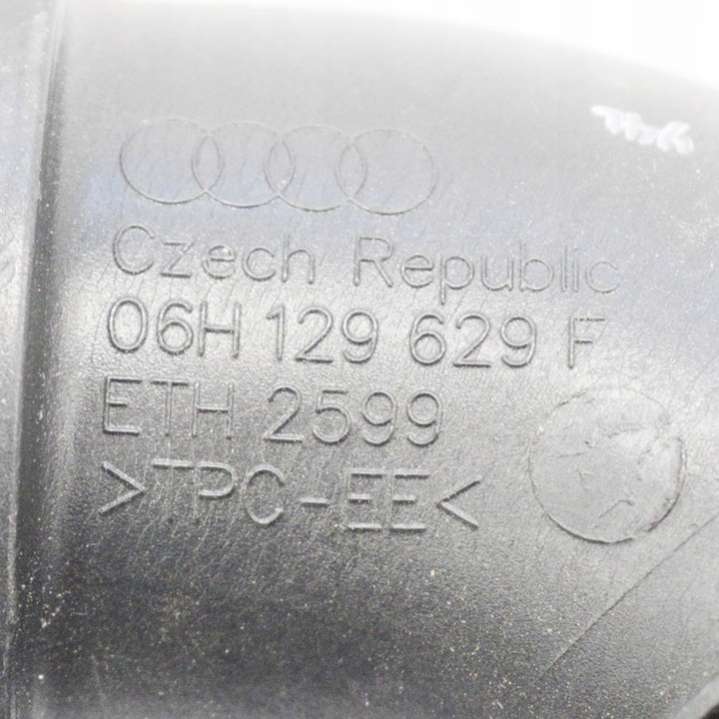 Czech Republic
06H 129 629 F
ETH 2599
>TPC-EE<